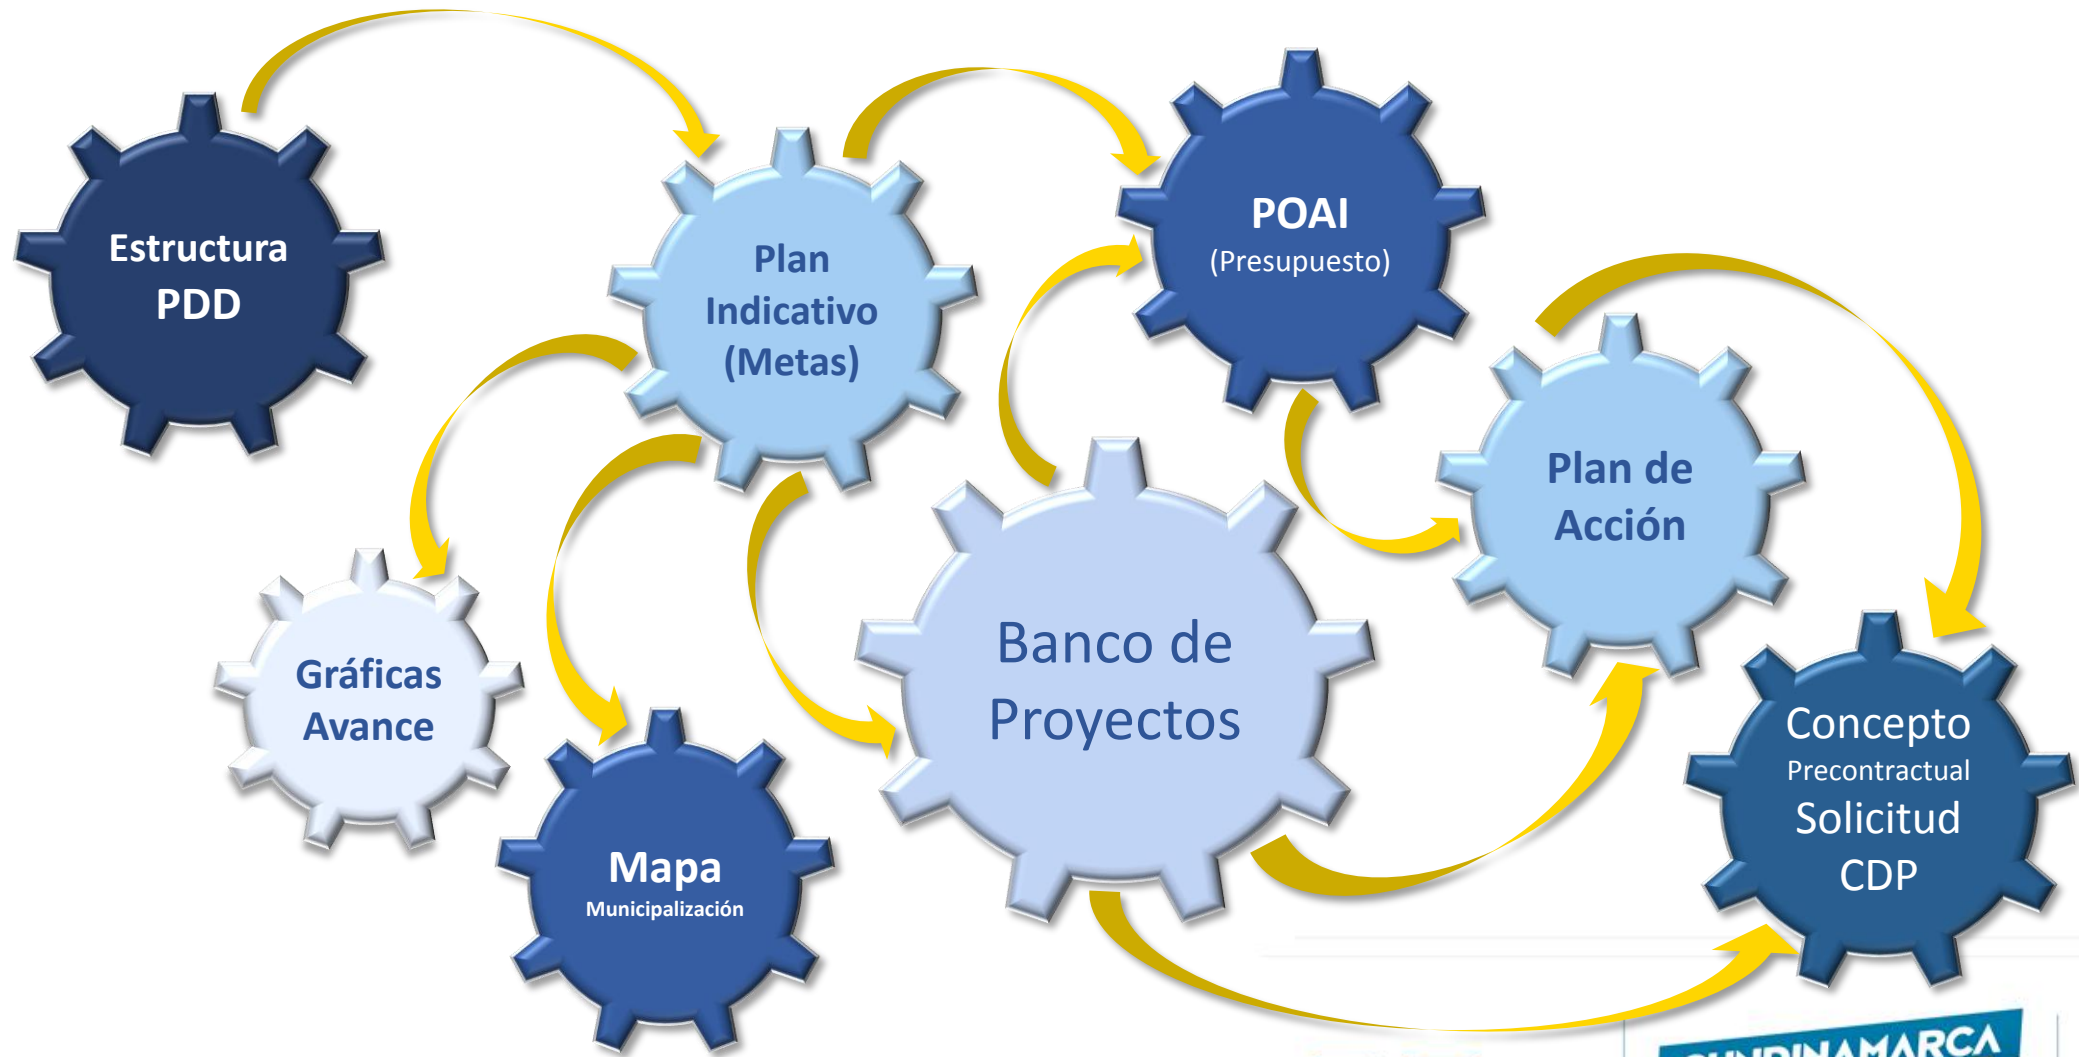 Estructura
PDD
Plan
Indicativo
(Metas)
POAI
(Presupuesto)
Plan de
Acción
Gráficas
Avance
Mapa
Municipalización
Banco de
Proyectos
Concepto
Precontractual
Solicitud
CDP
CUNDINAMARCA